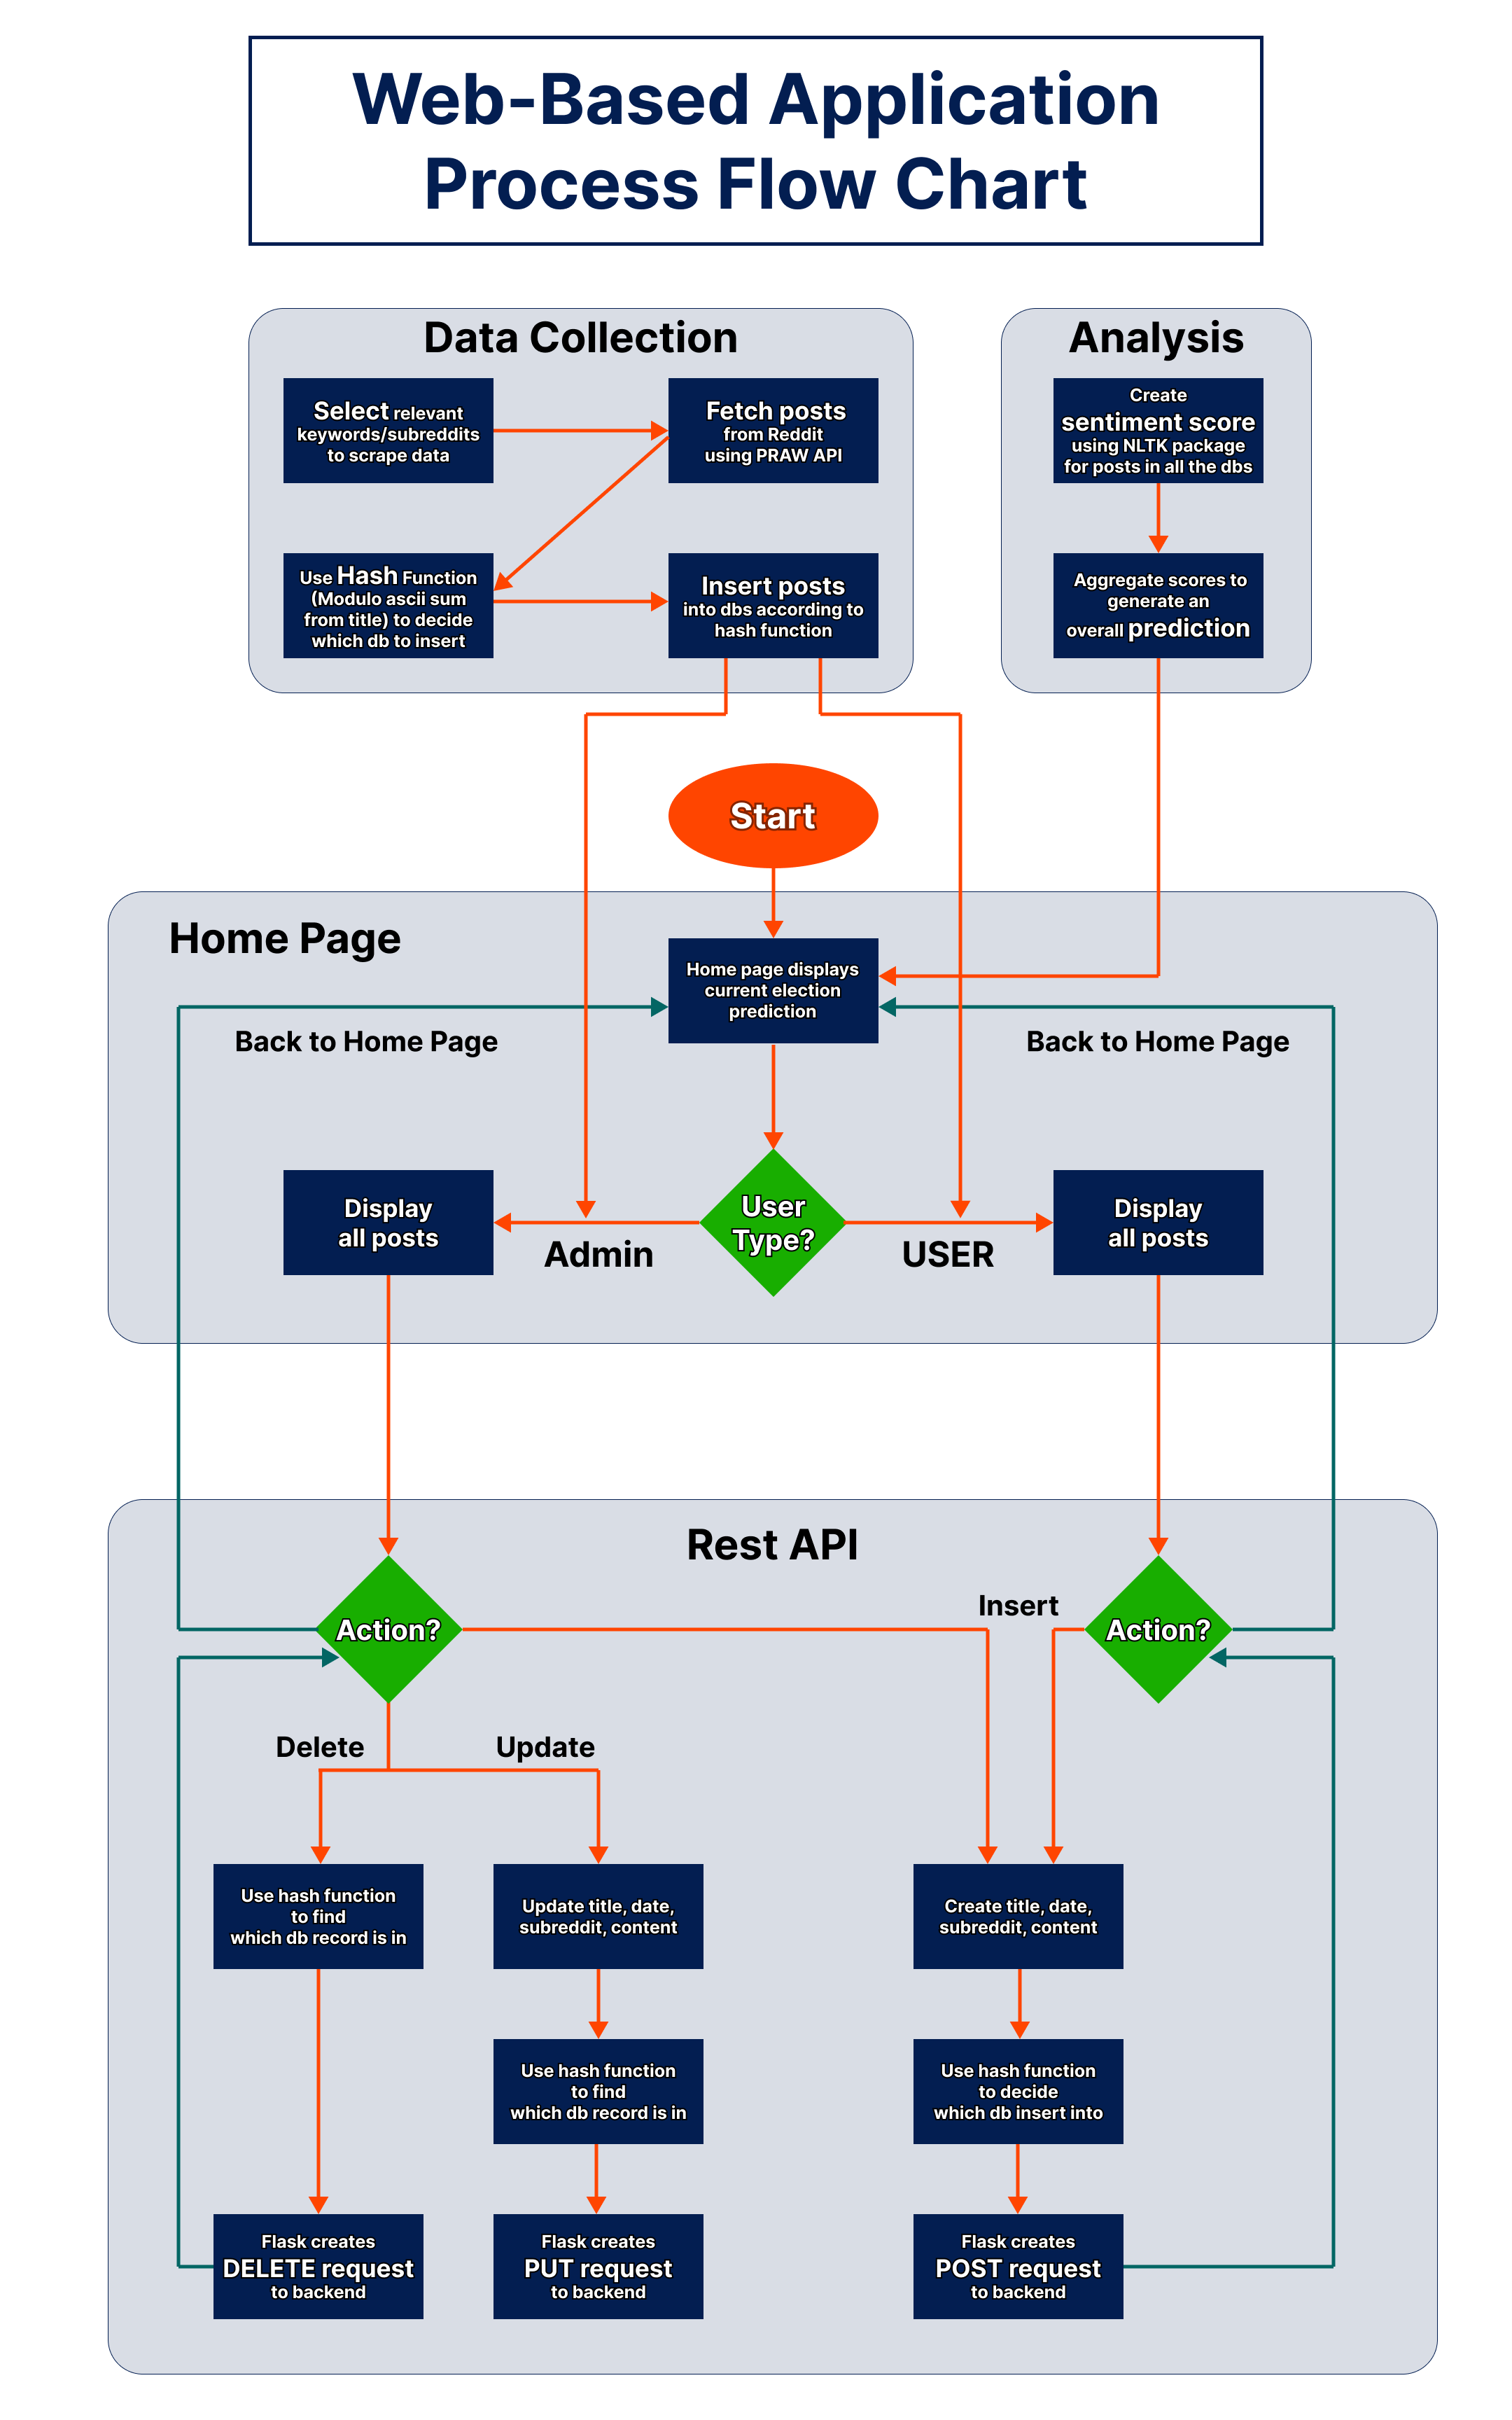 Web-Based Application
Process Flow Chart
Data Collection
Select relevant
keywords/subreddits
to scrape data
Fetch posts
from Reddit
using PRAW API
Use Hash Function
(Modulo ascii sum
from title) to decide
which db to insert
Insert posts
into dbs according to
hash function
Analysis
Create
sentiment score
using NLTK package
for posts in all the dbs
Aggregate scores to
generate an
overall prediction
Start
Home Page
Home page displays
current election
prediction
Back to Home Page
Back to Home Page
Display
all posts
Admin
User
Type?
USER
Display
all posts
Rest API
Action?
Insert
Action?
Delete
Update
Use hash function
to find
which db record is in
Update title, date,
subreddit, content
Create title, date,
subreddit, content
Use hash function
to find
which db record is in
Use hash function
to decide
which db insert into
Flask creates
DELETE request
to backend
Flask creates
PUT request
to backend
Flask creates
POST request
to backend